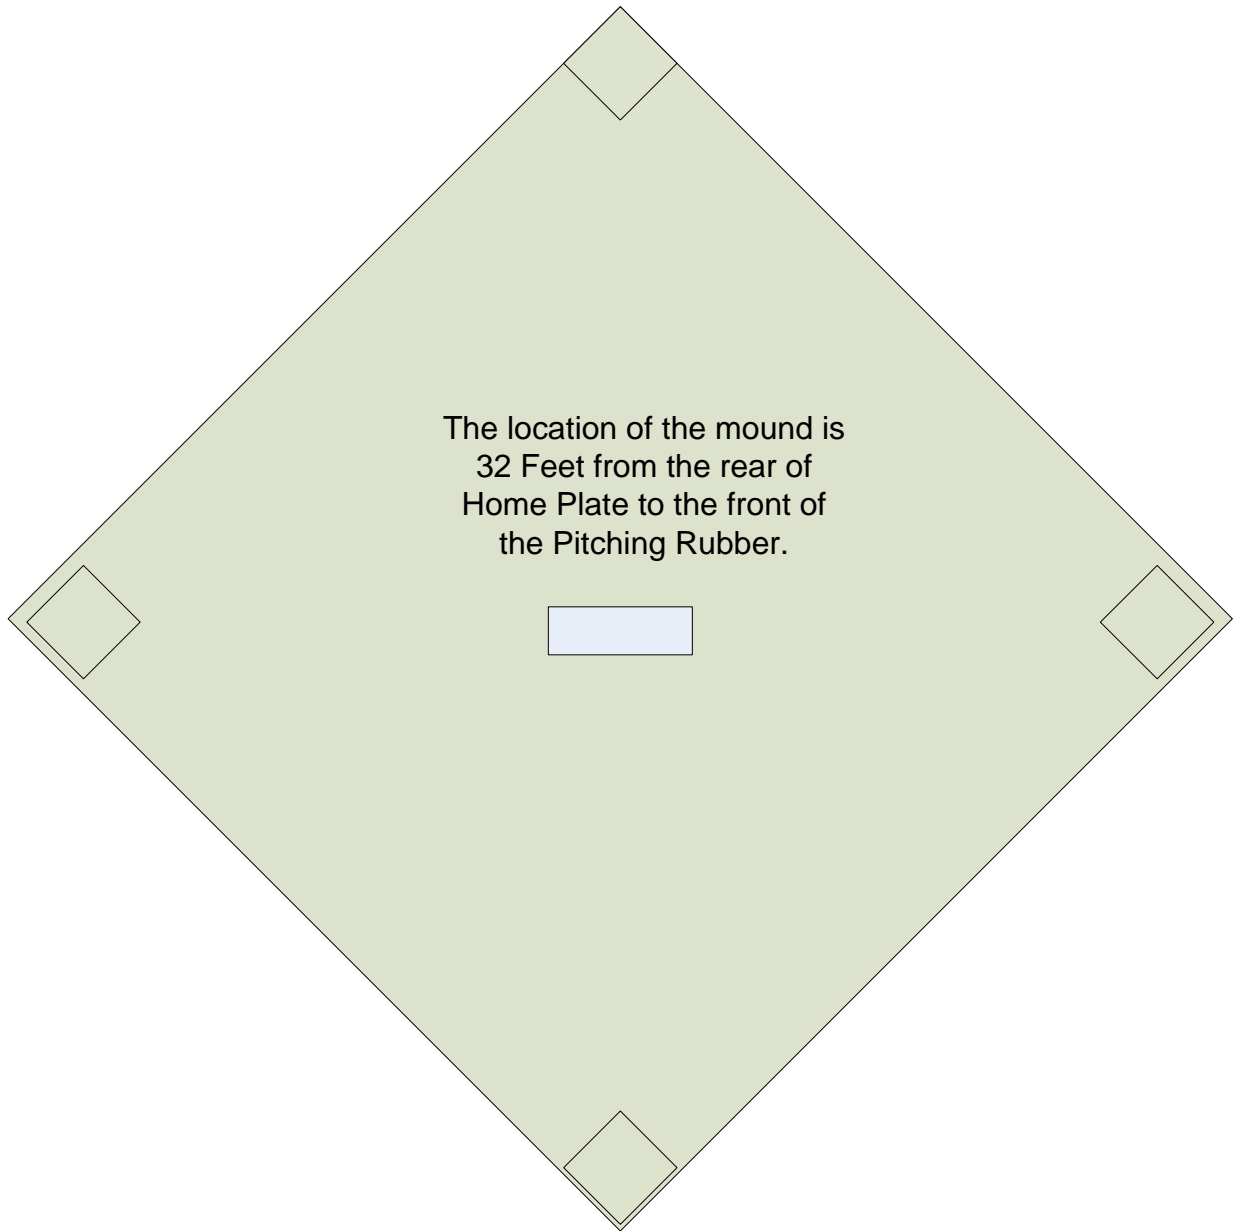 The location of the mound is
32 Feet from the rear of
Home Plate to the front of
the Pitching Rubber.